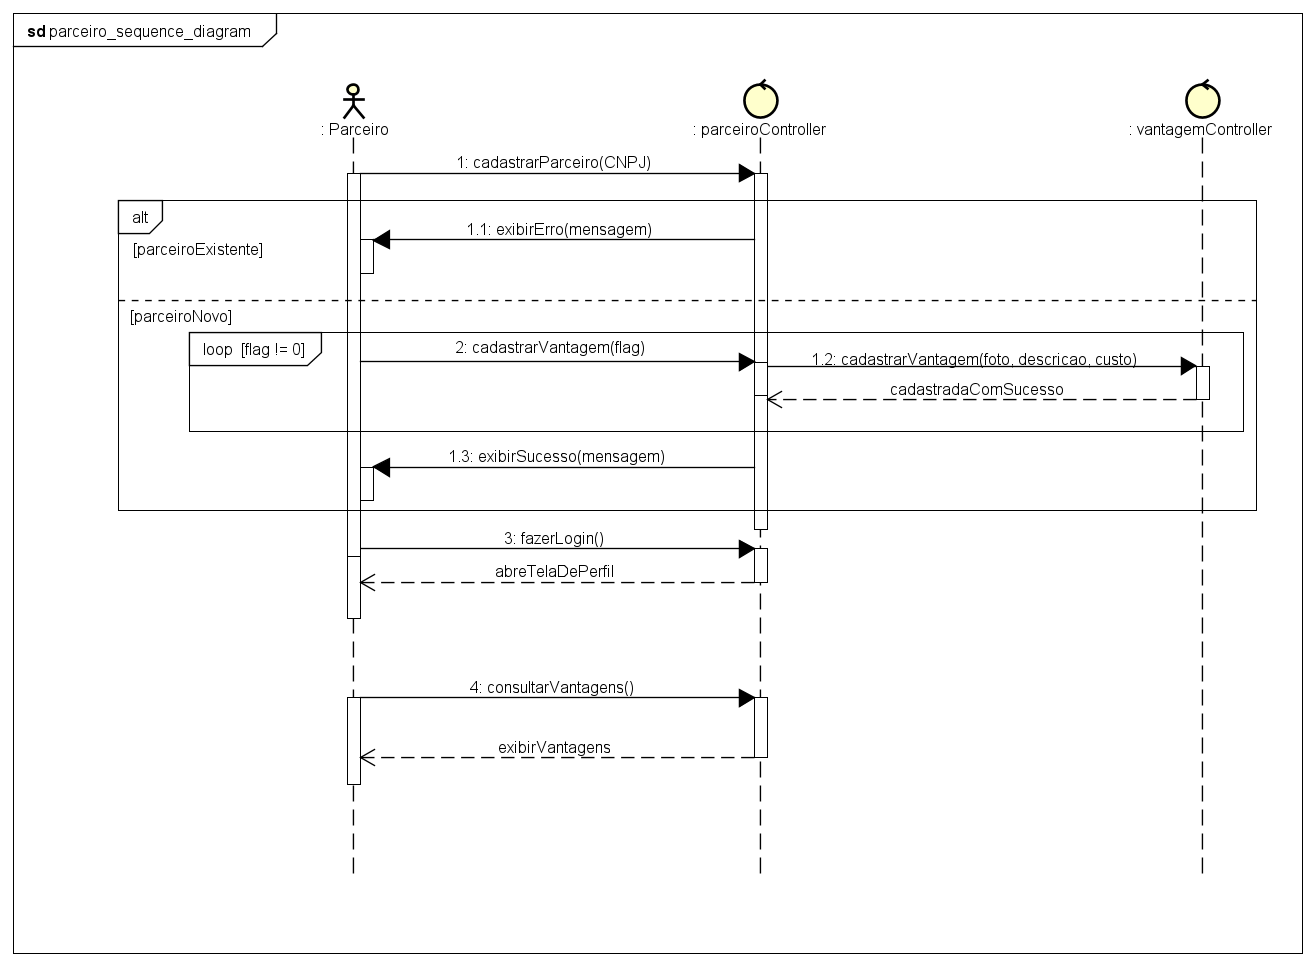 sd parceiro_sequence_diagram
: Parceiro
: parceiroController
: vantagemController
1: cadastrarParceiro(CNPJ)
alt
1.1: exibirErro(mensagem)
[parceiroExistente]
[parceiroNovo]
loop [flag != 0]
2: cadastrarVantagem(flag)
1.2: cadastrarVantagem(foto, descricao, custo)
cadastradaComSucesso
1.3: exibirSucesso(mensagem)
3: fazerLogin()
abreTelaDePerfil
4: consultarVantagens()
exibirVantagens